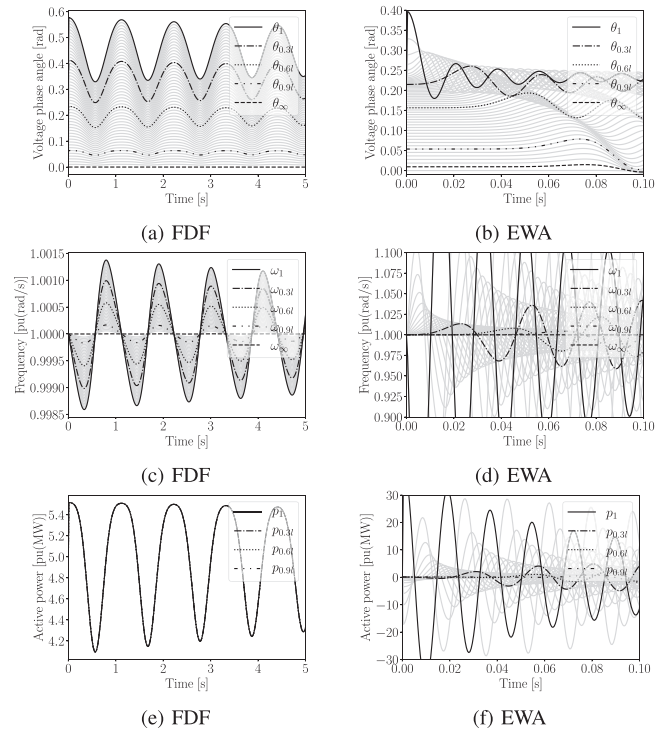 0.6
0.5
0.4
0.3
0.2
0.1
0.0
Voltage phase angle [rad]
θ₁
θ₀.₃ₗ
θ₀.₆ₗ
θ₀.₉ₗ
θ∞
0 1 2 3 4 5
Time [s]
(a) FDF
0.40
0.35
0.30
0.25
0.20
0.15
0.10
0.05
0.00
Voltage phase angle [rad]
θ₁
θ₀.₃ₗ
θ₀.₆ₗ
θ₀.₉ₗ
θ∞
0.00 0.02 0.04 0.06 0.08 0.10
Time [s]
(b) EWA
1.0015
1.0010
1.0005
1.0000
0.9995
0.9990
0.9985
Frequency [pu(rad/s)]
ω₁
ω₀.₃ₗ
ω₀.₆ₗ
ω₀.₉ₗ
ω∞
0 1 2 3 4 5
Time [s]
(c) FDF
1.100
1.075
1.050
1.025
1.000
0.975
0.950
0.925
0.900
Frequency [pu(rad/s)]
ω₁
ω₀.₃ₗ
ω₀.₆ₗ
ω₀.₉ₗ
ω∞
0.00 0.02 0.04 0.06 0.08 0.10
Time [s]
(d) EWA
5.4
5.2
5.0
4.8
4.6
4.4
4.2
Active power [pu(MW)]
p₁
p₀.₃ₗ
p₀.₆ₗ
p₀.₉ₗ
0 1 2 3 4 5
Time [s]
(e) FDF
30
20
10
0
−10
−20
−30
Active power [pu(MW)]
p₁
p₀.₃ₗ
p₀.₆ₗ
p₀.₉ₗ
0.00 0.02 0.04 0.06 0.08 0.10
Time [s]
(f) EWA